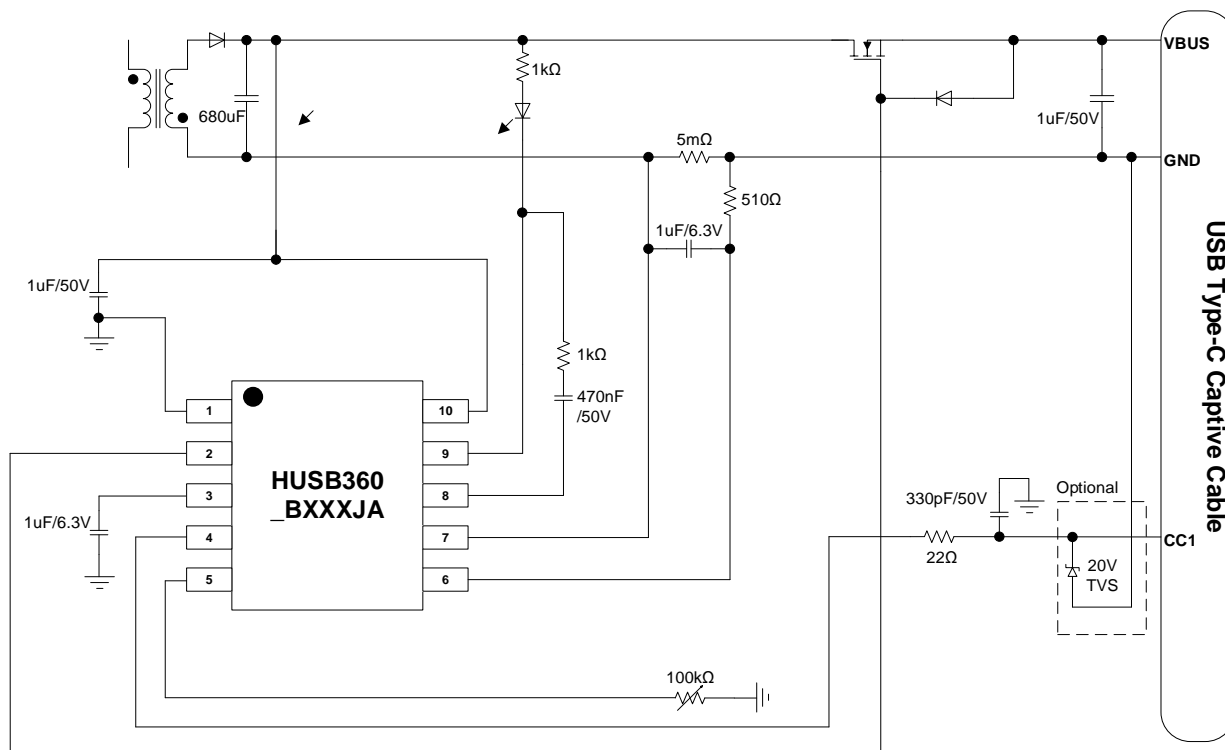 VBUS
1kΩ
680uF
1uF/50V
5mΩ
GND
510Ω
1uF/6.3V
1uF/50V
USB Type-C Captive Cable
1kΩ
470nF
/50V
1
10
2
9
HUSB360
_BXXXJA
3
8
1uF/6.3V
4
7
5
6
330pF/50V
Optional
22Ω
CC1
20V
TVS
100kΩ